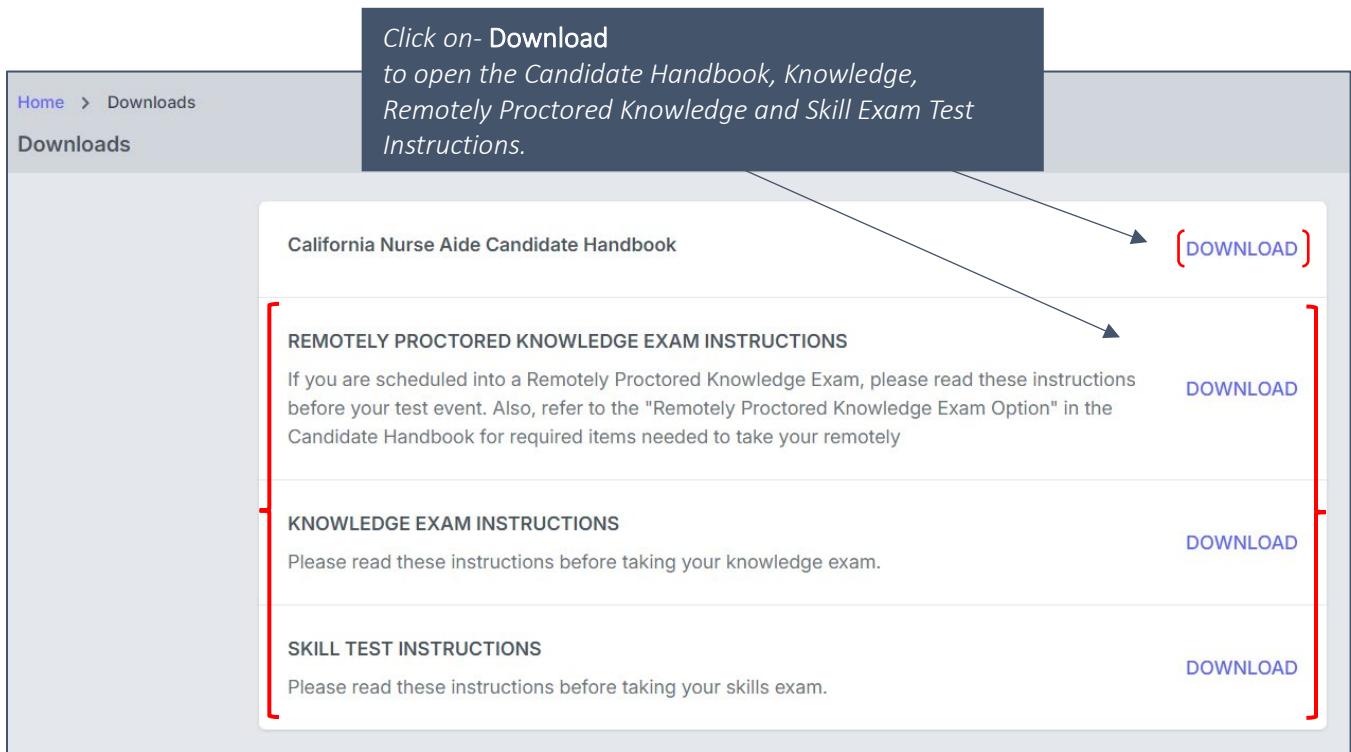 Click on- Download
to open the Candidate Handbook, Knowledge,
Remotely Proctored Knowledge and Skill Exam Test
Instructions.
Home > Downloads
Downloads
California Nurse Aide Candidate Handbook
DOWNLOAD
REMOTELY PROCTORED KNOWLEDGE EXAM INSTRUCTIONS
If you are scheduled into a Remotely Proctored Knowledge Exam, please read these instructions
before your test event. Also, refer to the "Remotely Proctored Knowledge Exam Option" in the
Candidate Handbook for required items needed to take your remotely
DOWNLOAD
KNOWLEDGE EXAM INSTRUCTIONS
Please read these instructions before taking your knowledge exam.
DOWNLOAD
SKILL TEST INSTRUCTIONS
Please read these instructions before taking your skills exam.
DOWNLOAD